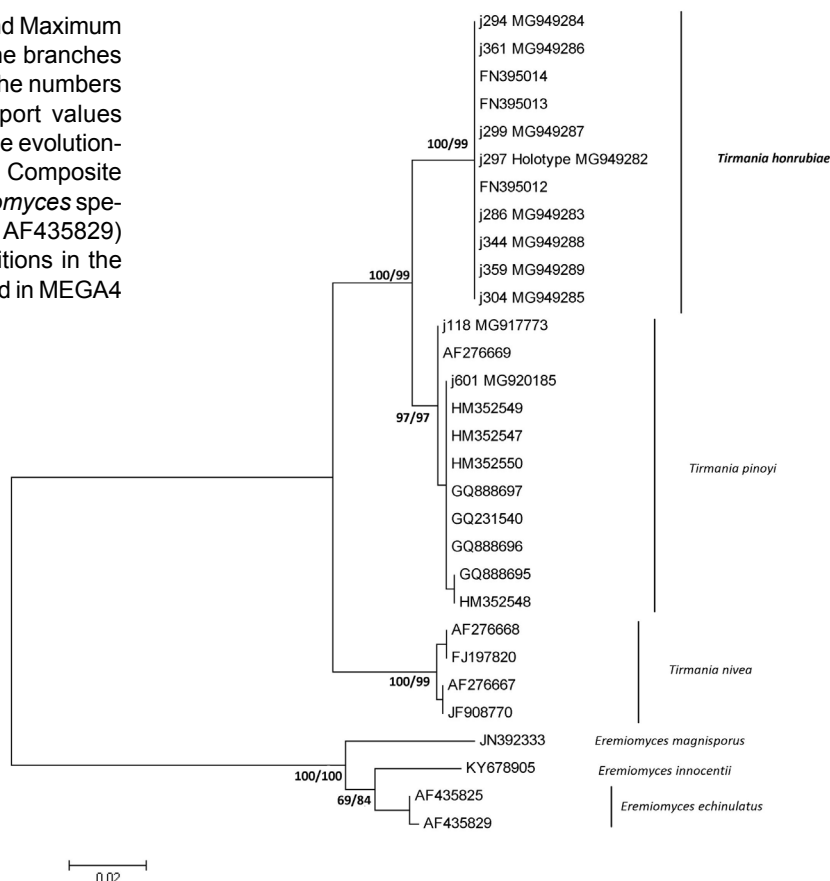 nd Maximum
ne branches
he numbers
port values
e evolution-
Composite
omyces spe-
AF435829)
itions in the
d in MEGA4
j294 MG949284
j361 MG949286
FN395014
FN395013
j299 MG949287
100/99
j297 Holotype MG949282
Tirmania honrubiae
FN395012
j286 MG949283
j344 MG949288
j359 MG949289
100/99
j304 MG949285
j118 MG917773
AF276669
j601 MG920185
HM352549
97/97
HM352547
HM352550
Tirmania pinoyi
GQ888697
GQ231540
GQ888696
GQ888695
HM352548
AF276668
FJ197820
Tirmania nivea
100/99
AF276667
JF908770
JN392333 Eremiomyces magnisporus
100/100
KY678905 Eremiomyces innocentii
69/84
AF435825
Eremiomyces echinulatus
AF435829
0.02